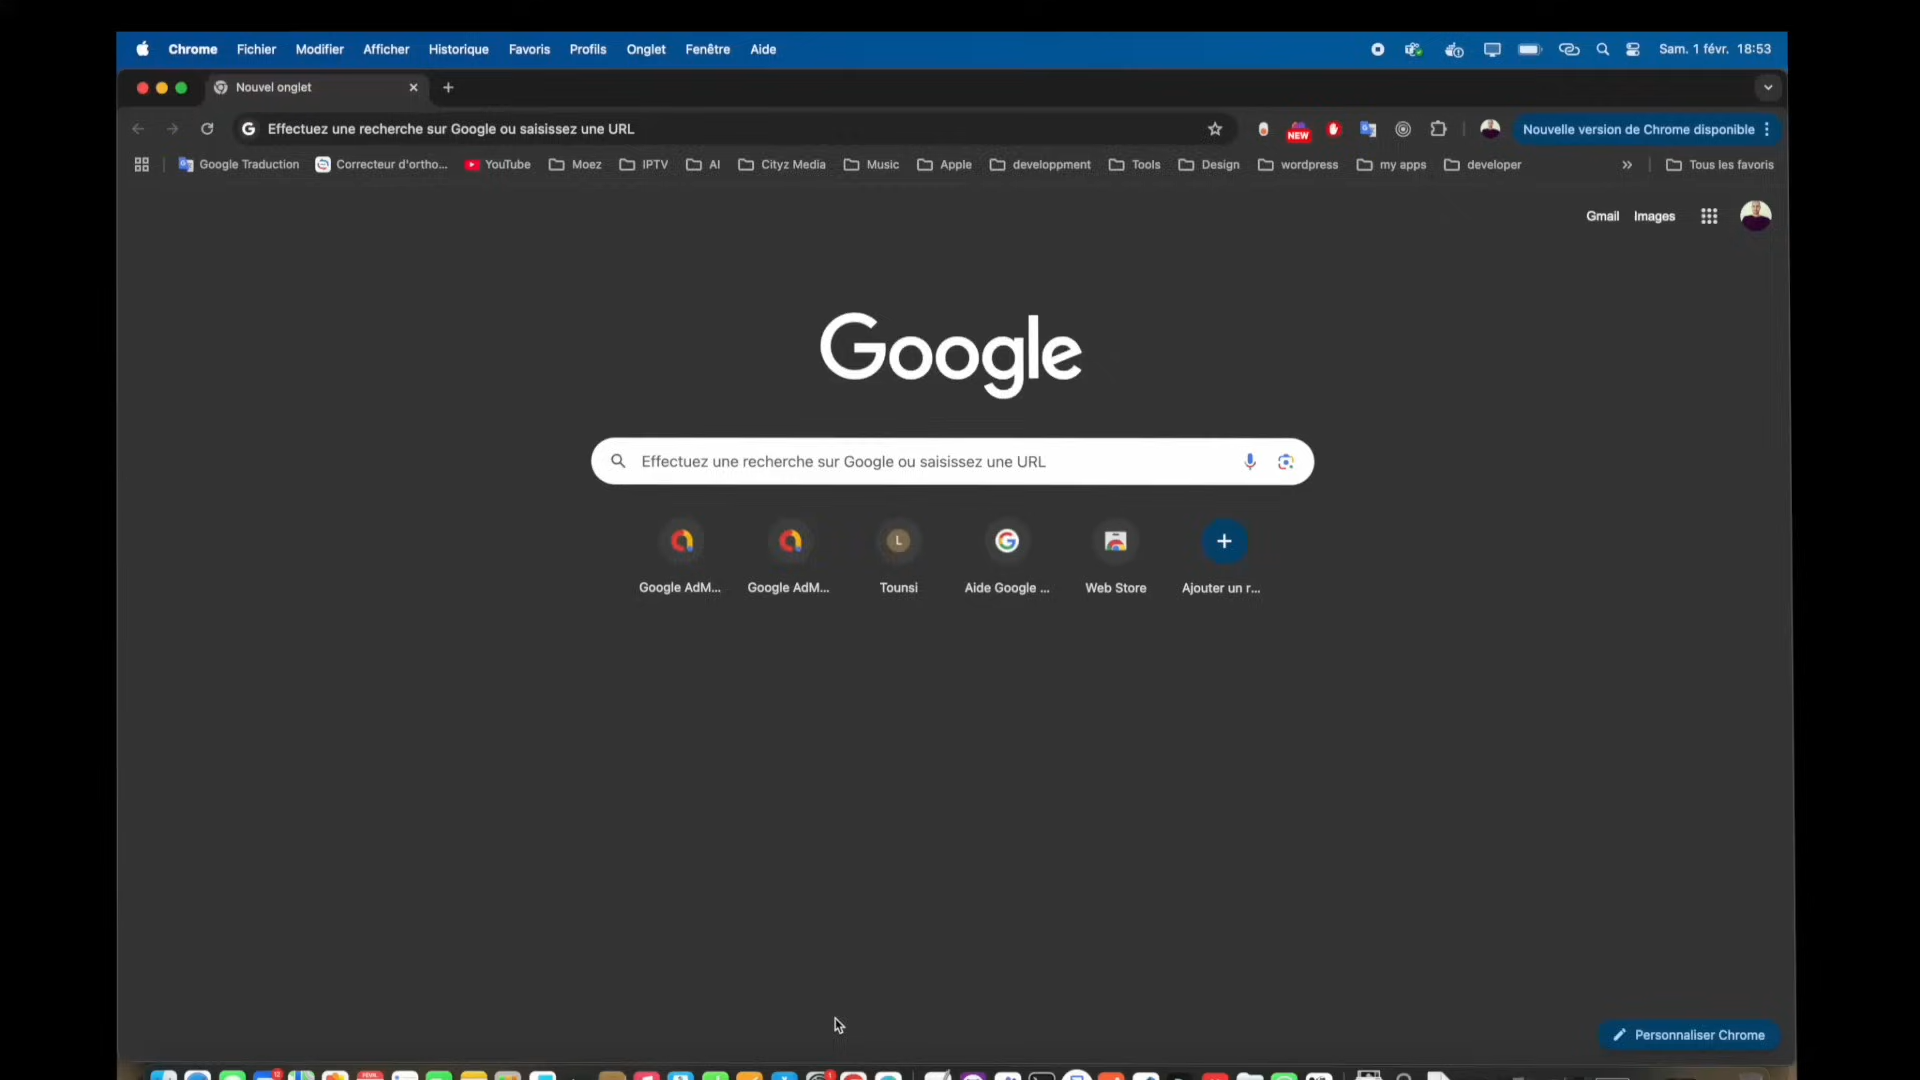 Chrome Fichier Modifier Afficher Historique Favoris Profils Onglet Fenêtre Aide Sam. 1 févr. 18:53
Nouvel onglet
Effectuez une recherche sur Google ou saisissez une URL NEW Nouvelle version de Chrome disponible
Google Traduction Correcteur d'ortho... YouTube Moez IPTV AI Cityz Media Music Apple developpment Tools Design wordpress my apps developer Tous les favoris
Gmail Images
Google
Effectuez une recherche sur Google ou saisissez une URL
L
Google AdM... Google AdM... Tounsi Aide Google ... Web Store Ajouter un r...
Personnaliser Chrome